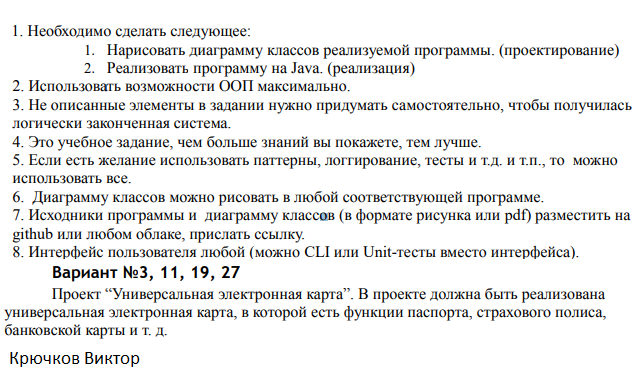 1. Необходимо сделать следующее:
1. Нарисовать диаграмму классов реализуемой программы. (проектирование)
2. Реализовать программу на Java. (реализация)
2. Использовать возможности ООП максимально.
3. Не описанные элементы в задании нужно придумать самостоятельно, чтобы получилась
логически законченная система.
4. Это учебное задание, чем больше знаний вы покажете, тем лучше.
5. Если есть желание использовать паттерны, логгирование, тесты и т.д. и т.п., то можно
использовать все.
6. Диаграмму классов можно рисовать в любой соответствующей программе.
7. Исходники программы и диаграмму классов (в формате рисунка или pdf) разместить на
github или любом облаке, прислать ссылку.
8. Интерфейс пользователя любой (можно CLI или Unit-тесты вместо интерфейса).
Вариант №3, 11, 19, 27
Проект “Универсальная электронная карта”. В проекте должна быть реализована
универсальная электронная карта, в которой есть функции паспорта, страхового полиса,
банковской карты и т. д.
Крючков Виктор